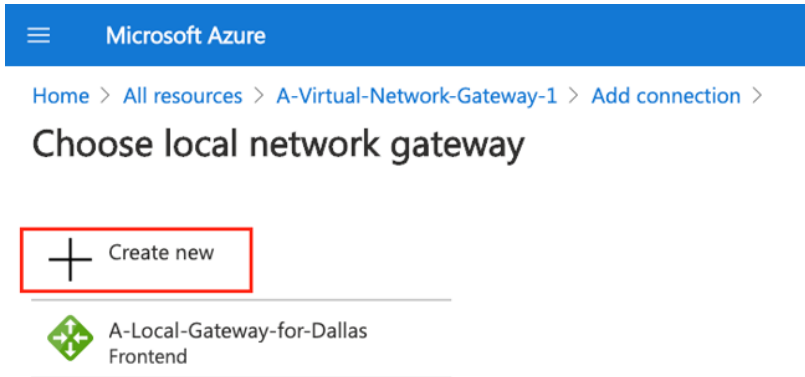 Microsoft Azure
Home > All resources > A-Virtual-Network-Gateway-1 > Add connection >
Choose local network gateway
Create new
A-Local-Gateway-for-Dallas
Frontend